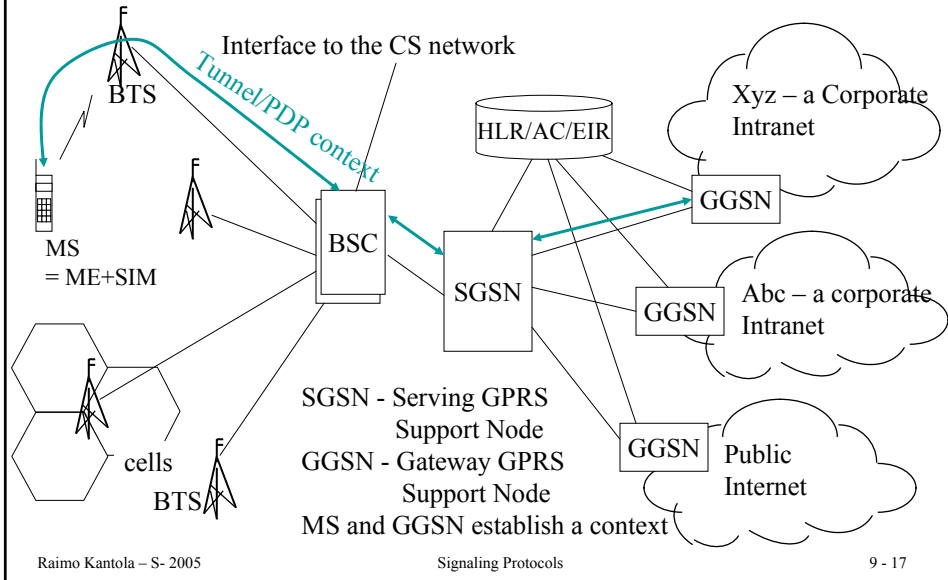 Interface to the CS network
BTS
Tunnel/PDP context
Xyz – a Corporate
Intranet
HLR/AC/EIR
GGSN
BSC
MS
= ME+SIM
SGSN
GGSN
Abc – a corporate
Intranet
SGSN - Serving GPRS
Support Node
GGSN - Gateway GPRS
Support Node
MS and GGSN establish a context
GGSN
Public
Internet
cells
BTS
Raimo Kantola – S- 2005
Signaling Protocols
9 - 17